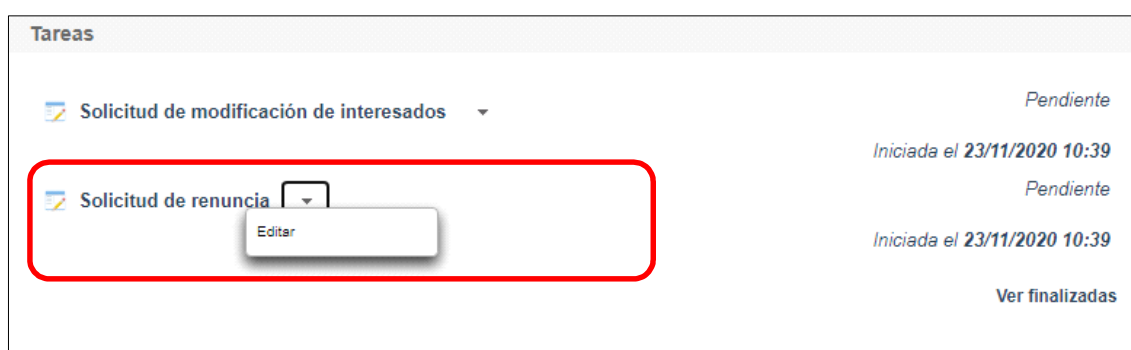 Tareas
Solicitud de modificación de interesados
Pendiente
Iniciada el 23/11/2020 10:39
Solicitud de renuncia
Pendiente
Editar
Iniciada el 23/11/2020 10:39
Ver finalizadas